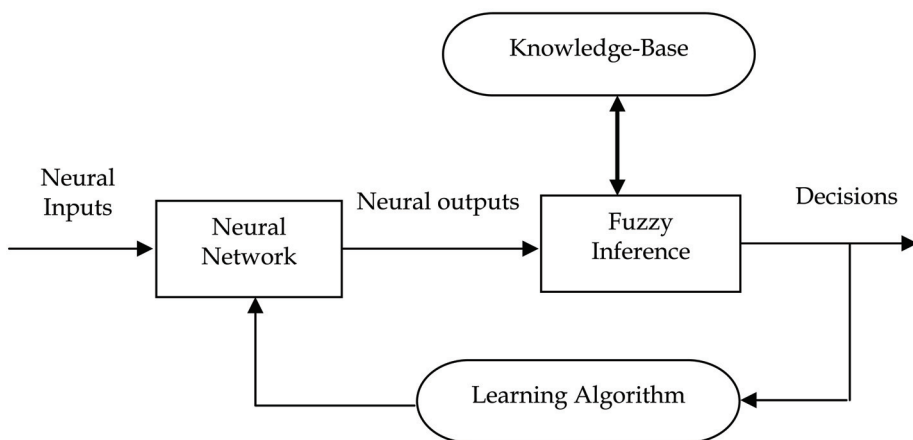 Knowledge-Base
Neural
Inputs
Neural
Network
Neural outputs
Fuzzy
Inference
Decisions
Learning Algorithm